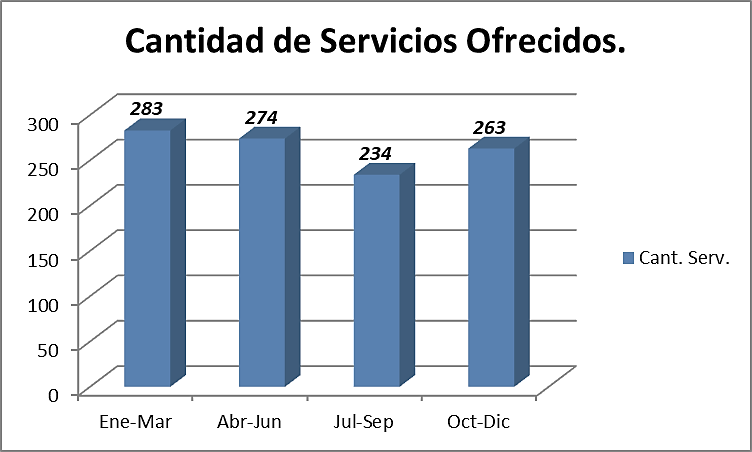 Cantidad de Servicios Ofrecidos.
283
274
234
263
300
250
200
150
100
50
0
Ene-Mar
Abr-Jun
Jul-Sep
Oct-Dic
Cant. Serv.